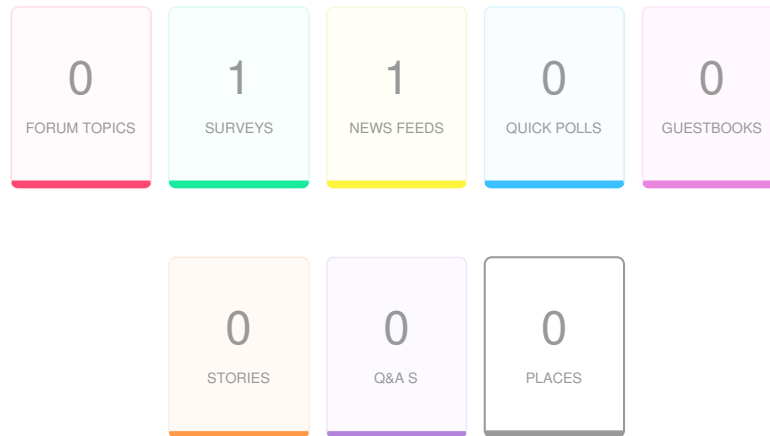 0 1 1 0 0
FORUM TOPICS SURVEYS NEWS FEEDS QUICK POLLS GUESTBOOKS
0 0 0
STORIES Q&A S PLACES